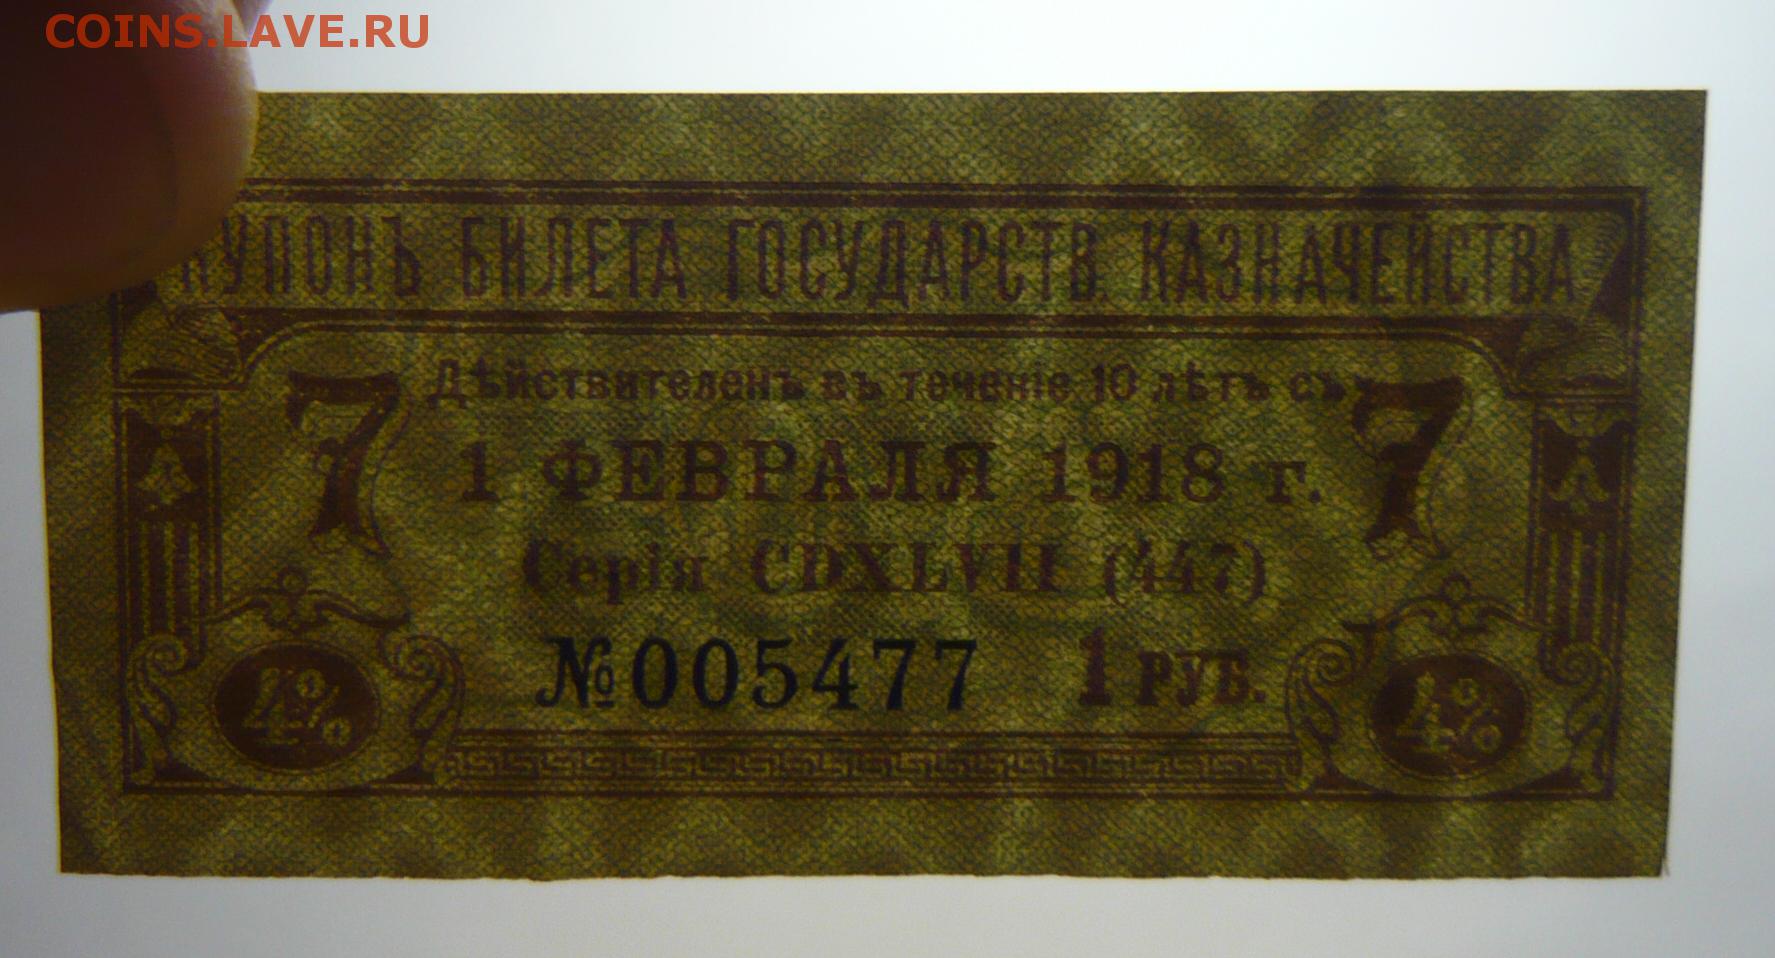 COINS.LAVE.RU
КУПОНЪ БИЛЕТА ГОСУДАРСТВ. КАЗНАЧЕЙСТВА
7 Дѣйствителенъ въ теченіе 10 лѣтъ съ 7
1 ФЕВРАЛЯ 1918 г.
Серія CDXLVII (447)
№005477 1 РУБ.
4% 4%